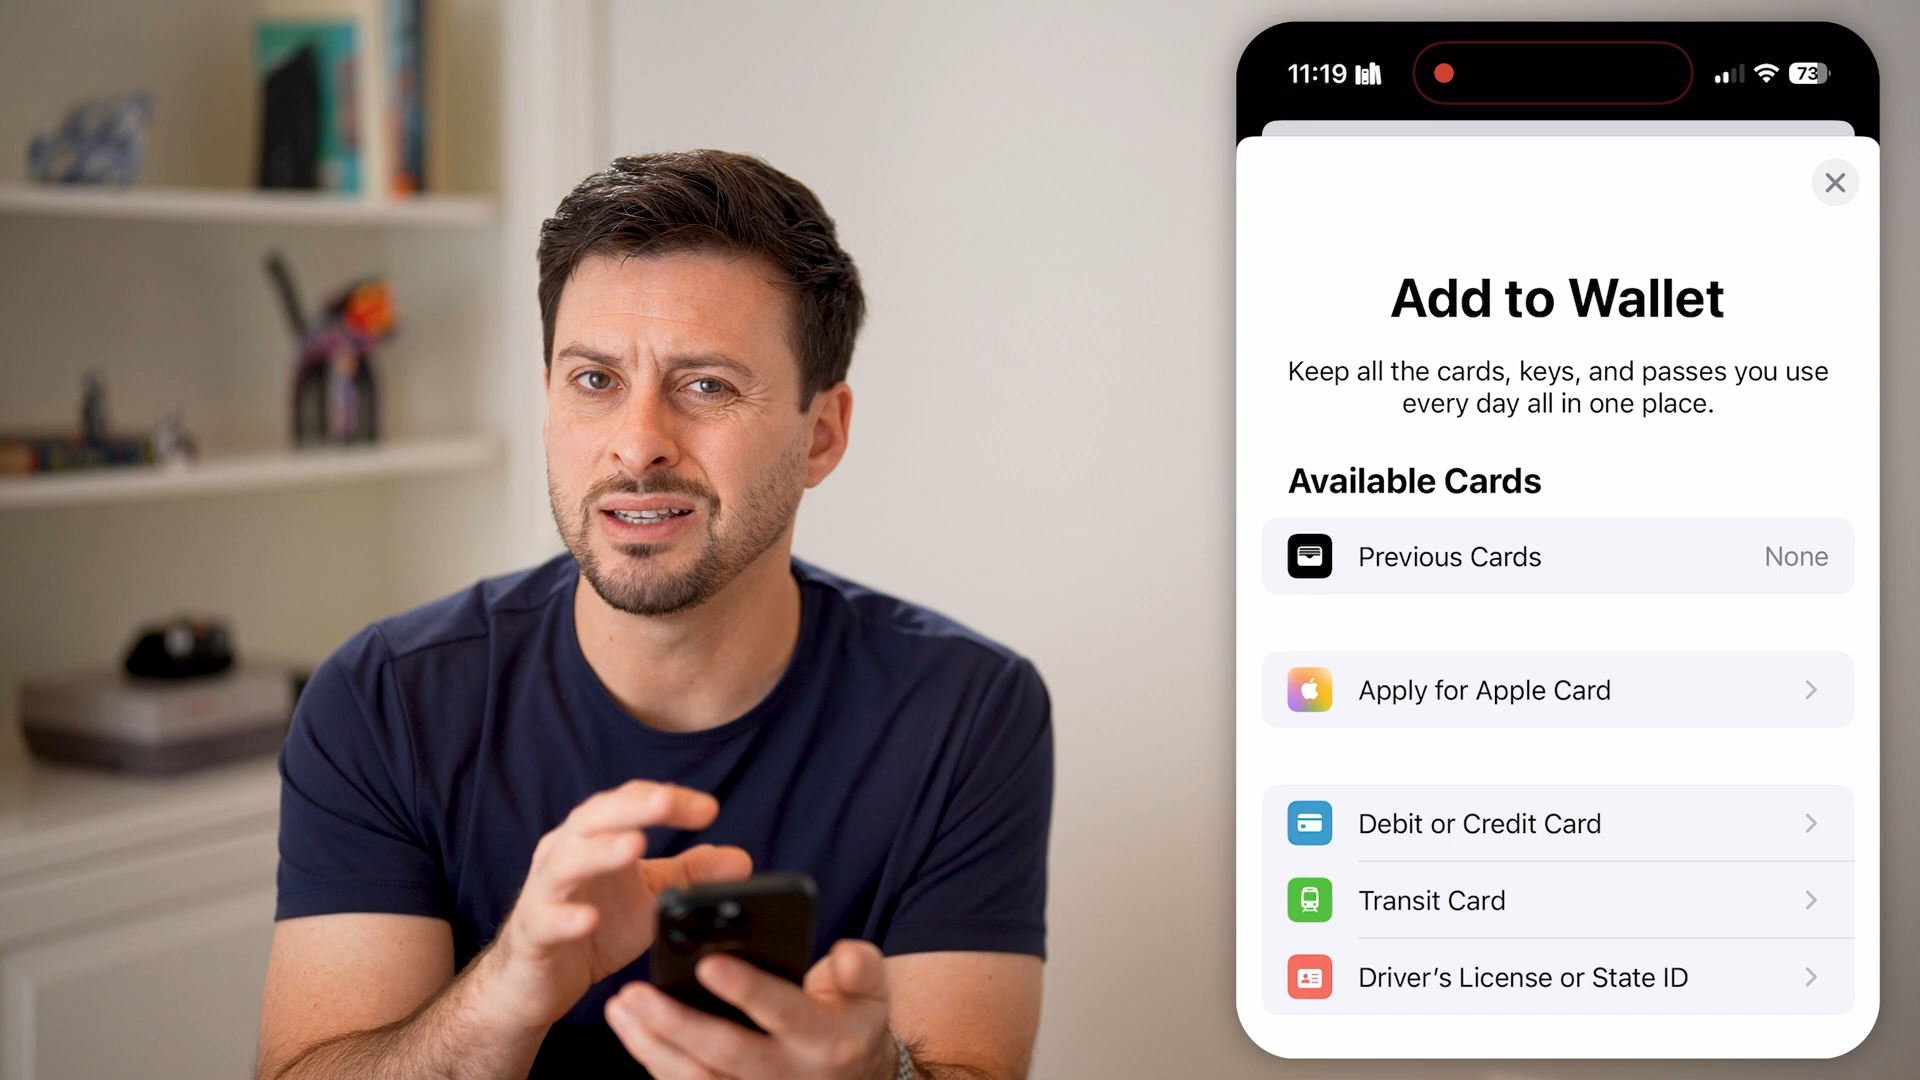 11:19
73
Add to Wallet
Keep all the cards, keys, and passes you use
every day all in one place.
Available Cards
Previous Cards None
Apply for Apple Card
Debit or Credit Card
Transit Card
Driver’s License or State ID